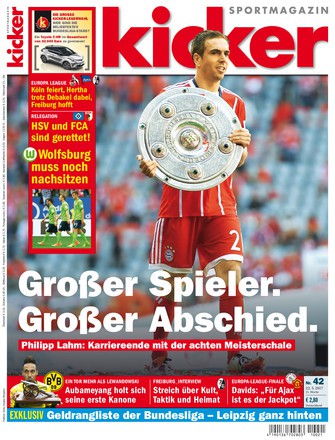 kicker
SPORTMAGAZIN
kicker
EUROPA LEAGUE
Köln feiert, Hertha
trotz Debakel dabei,
Freiburg hofft
RELEGATION
HSV und FCA
sind gerettet!
Wolfsburg
muss noch
nachsitzen
2
Großer Spieler.
Großer Abschied.
Philipp Lahm: Karriereende mit der achten Meisterschale
BVB
09
EIN TOR MEHR ALS LEWANDOWSKI
Aubameyang holt sich
seine erste Kanone
FREIBURG_INTERVIEW
Streich über Kult,
Taktik und Heimat
EUROPA-LEAGUE-FINALE
Davids: „Für Ajax
ist es der Jackpot"
Nr. 42
EXKLUSIV Geldrangliste der Bundesliga – Leipzig ganz hinten